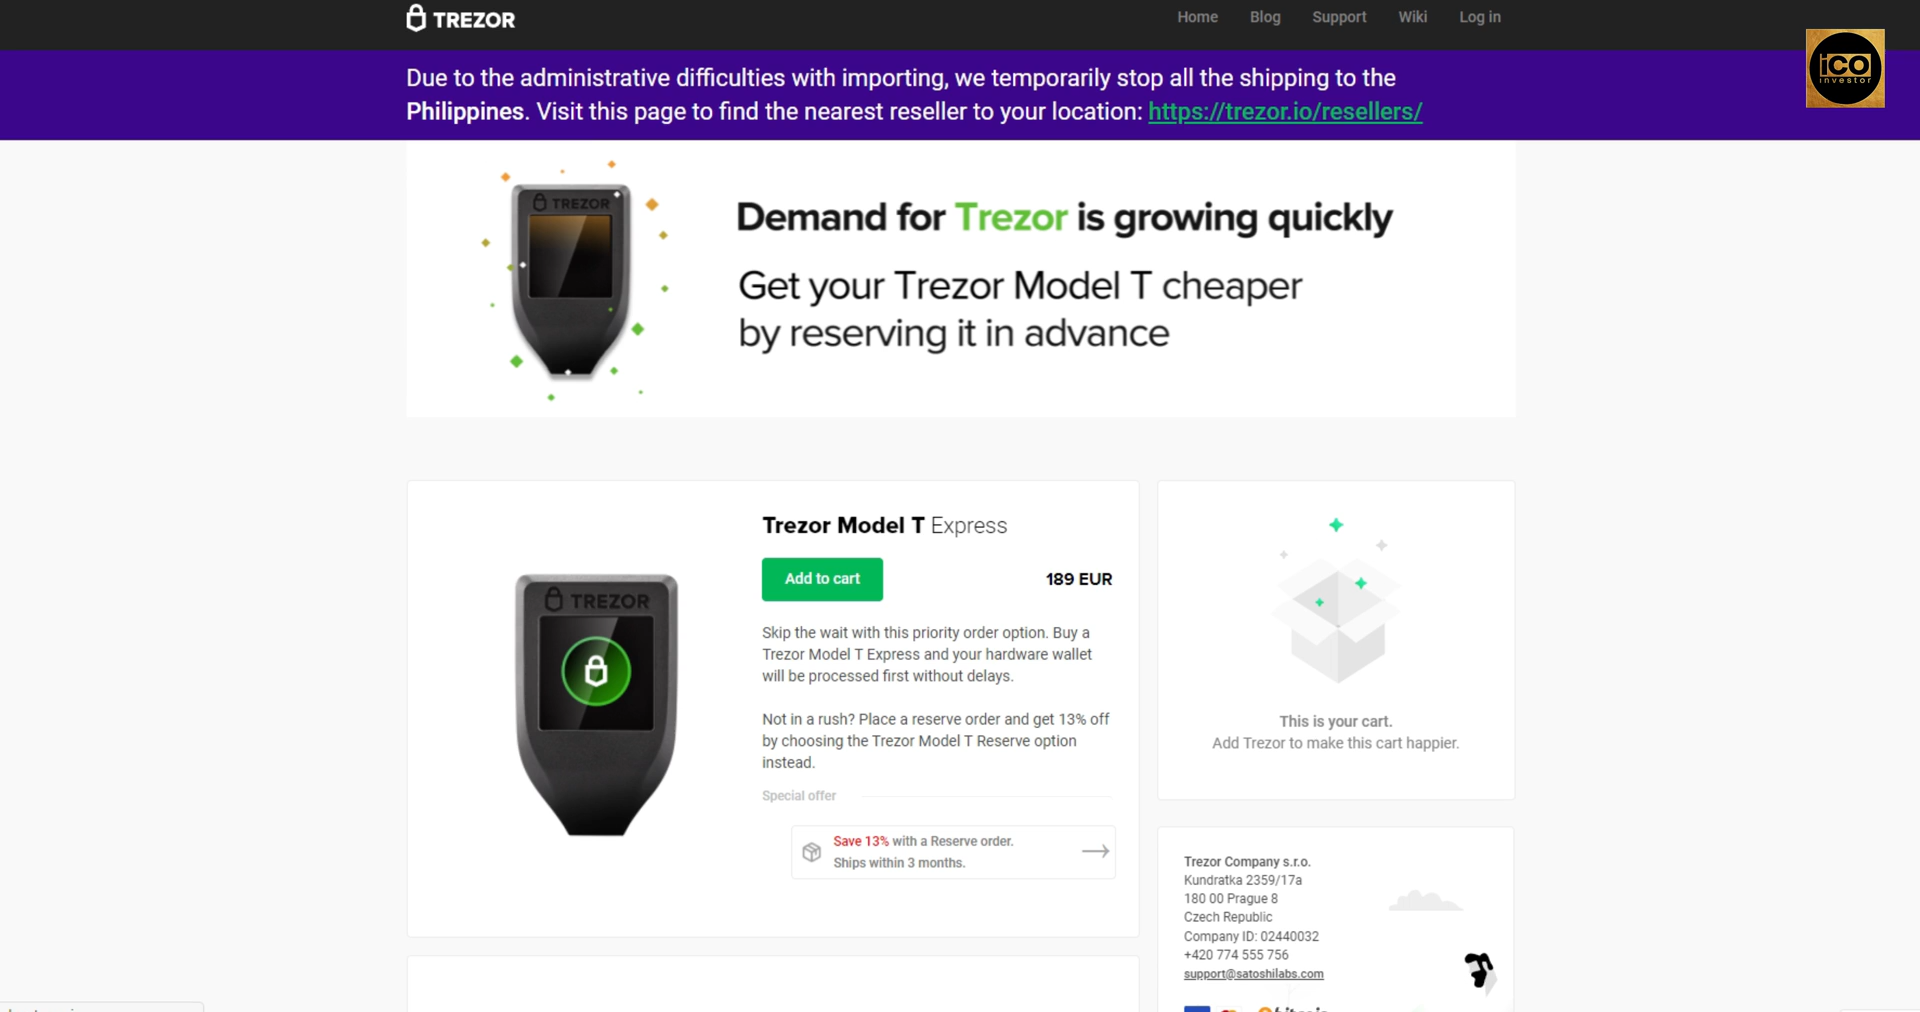 TREZOR
Home Blog Support Wiki Log in
iCO
investor
Due to the administrative difficulties with importing, we temporarily stop all the shipping to the
Philippines. Visit this page to find the nearest reseller to your location: https://trezor.io/resellers/
TREZOR
Demand for Trezor is growing quickly
Get your Trezor Model T cheaper
by reserving it in advance
Trezor Model T Express
Add to cart
189 EUR
TREZOR
Skip the wait with this priority order option. Buy a
Trezor Model T Express and your hardware wallet
will be processed first without delays.
Not in a rush? Place a reserve order and get 13% off
by choosing the Trezor Model T Reserve option
instead.
Special offer
Save 13% with a Reserve order.
Ships within 3 months.
This is your cart.
Add Trezor to make this cart happier.
Trezor Company s.r.o.
Kundratka 2359/17a
180 00 Prague 8
Czech Republic
Company ID: 02440032
+420 774 555 756
support@satoshilabs.com